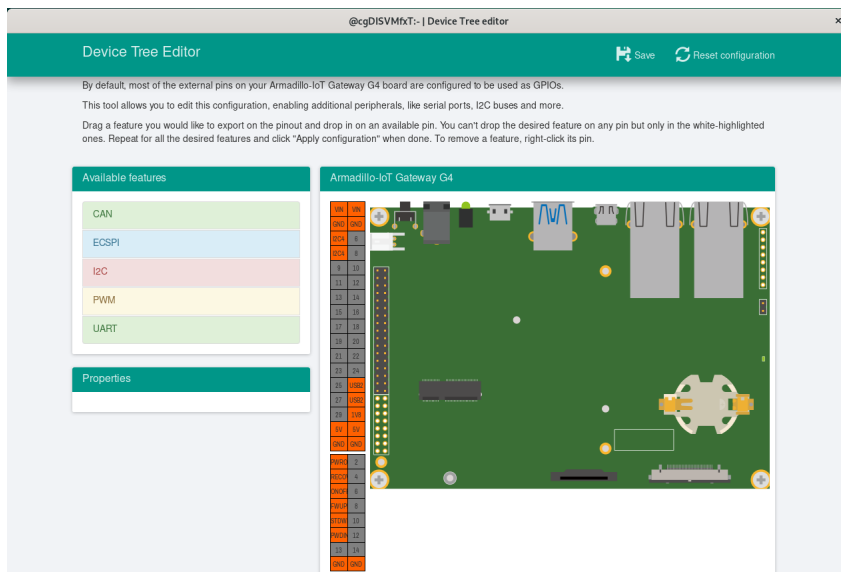 @cgDISVMfxT:- | Device Tree editor
×
Device Tree Editor
Save
Reset configuration
By default, most of the external pins on your Armadillo-IoT Gateway G4 board are configured to be used as GPIOs.
This tool allows you to edit this configuration, enabling additional peripherals, like serial ports, I2C buses and more.
Drag a feature you would like to export on the pinout and drop in on an available pin. You can't drop the desired feature on any pin but only in the white-highlighted
ones. Repeat for all the desired features and click "Apply configuration" when done. To remove a feature, right-click its pin.
Available features
CAN
ECSPI
I2C
PWM
UART
Properties
Armadillo-IoT Gateway G4
VIN VIN
GND GND
I2C4 6
I2C4 8
9 10
11 12
13 14
15 16
17 18
19 20
21 22
23 24
25 USB2
27 USB2
29 1V8
5V 5V
GND GND
PWRO 2
RECO 4
ONOF 6
FWUP 8
STDW 10
PWDIN 12
13 14
GND GND